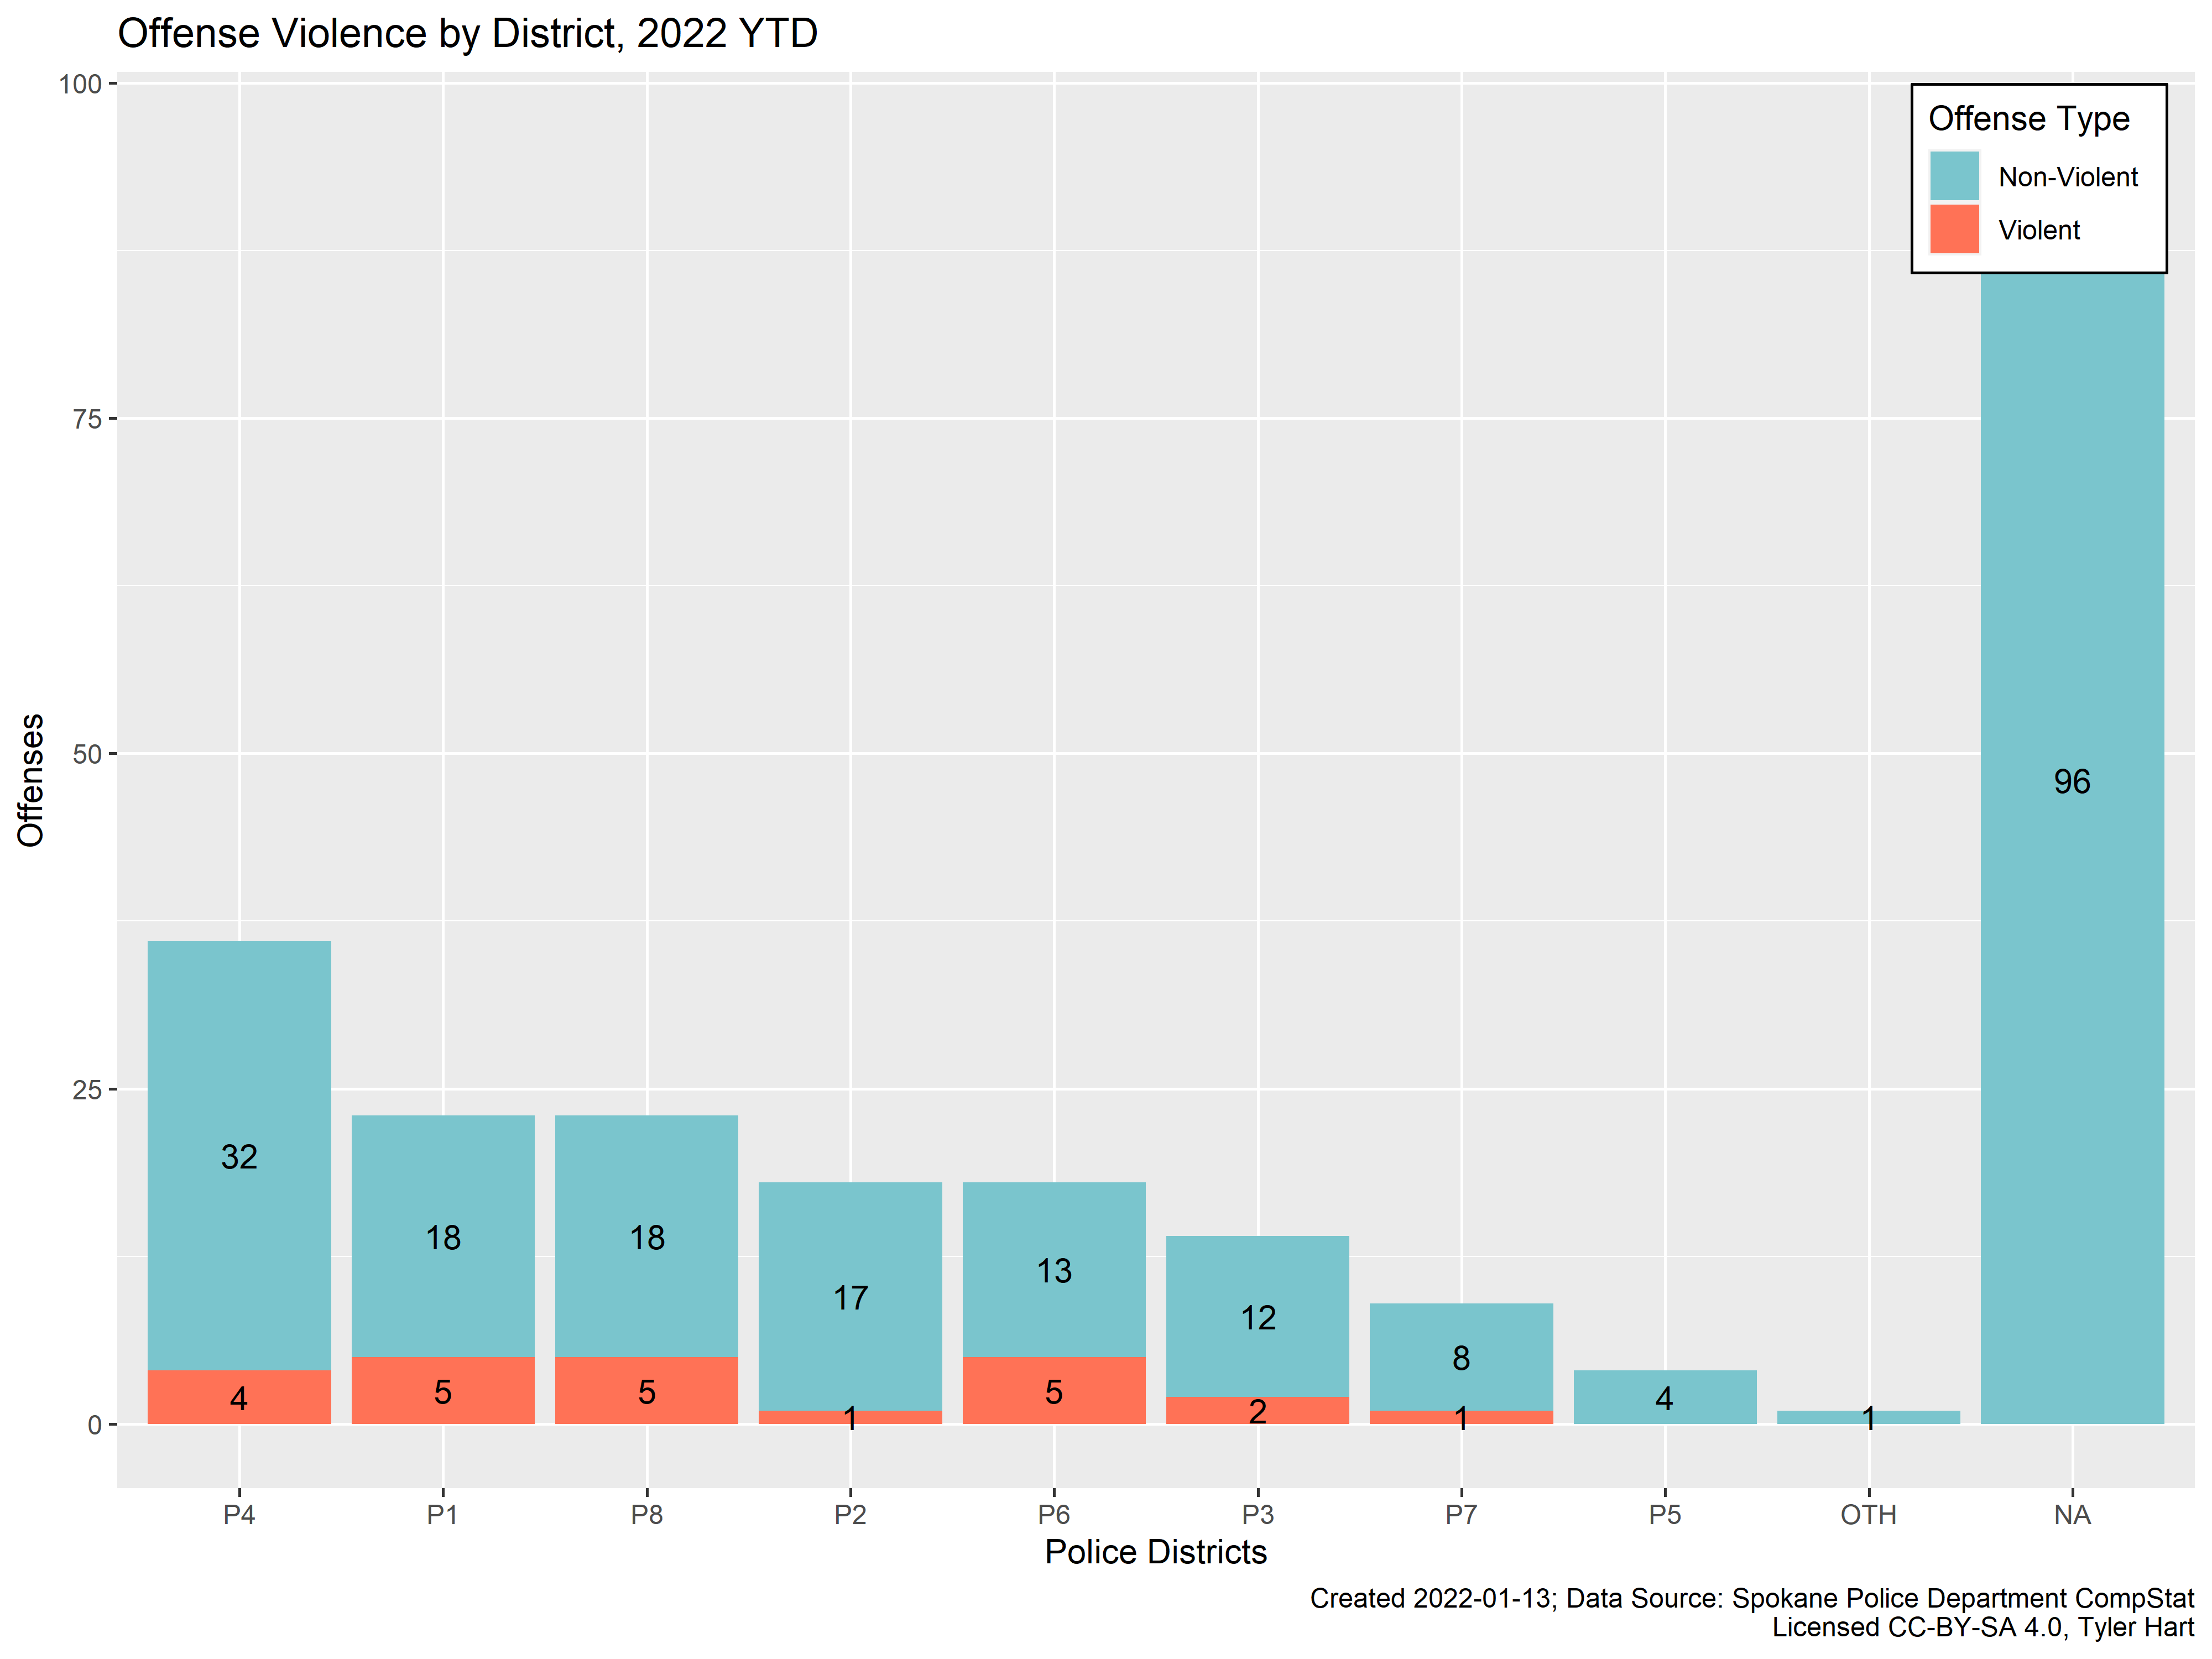 Offense Violence by District, 2022 YTD
Offense Type
Non-Violent
Violent
Offenses
100
75
50
25
0
32
18
18
17
13
12
8
4
1
96
4
5
5
1
5
2
1
P4 P1 P8 P2 P6 P3 P7 P5 OTH NA
Police Districts
Created 2022-01-13; Data Source: Spokane Police Department CompStat
Licensed CC-BY-SA 4.0, Tyler Hart